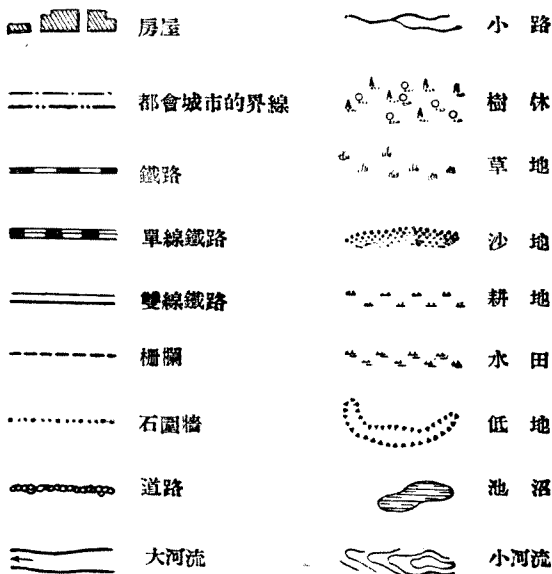 房屋
都會城市的界線
鐵路
單線鐵路
雙線鐵路
柵欄
石圍牆
道路
大河流
小路
樹休
草地
沙地
耕地
水田
低地
池沼
小河流